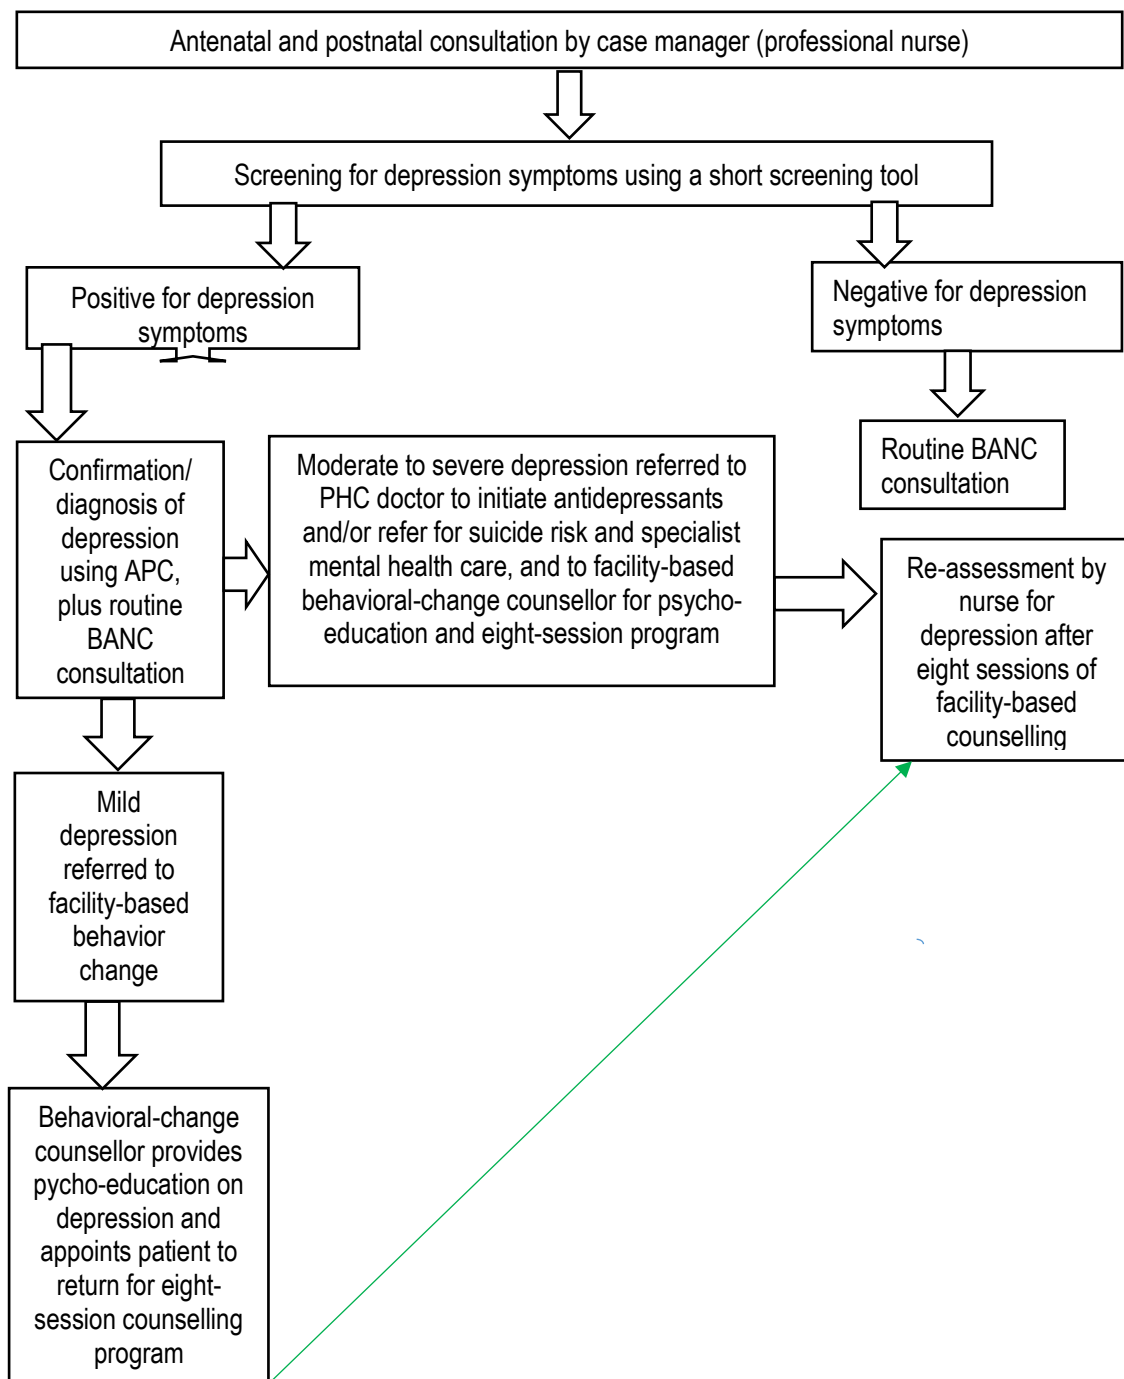 Antenatal and postnatal consultation by case manager (professional nurse)
Screening for depression symptoms using a short screening tool
Positive for depression
symptoms
Negative for depression
symptoms
Confirmation/
diagnosis of
depression
using APC,
plus routine
BANC
consultation
Moderate to severe depression referred to
PHC doctor to initiate antidepressants
and/or refer for suicide risk and specialist
mental health care, and to facility-based
behavioral-change counsellor for psycho-
education and eight-session program
Routine BANC
consultation
Re-assessment by
nurse for
depression after
eight sessions of
facility-based
counselling
Mild
depression
referred to
facility-based
behavior
change
Behavioral-change
counsellor provides
pycho-education on
depression and
appoints patient to
return for eight-
session counselling
program